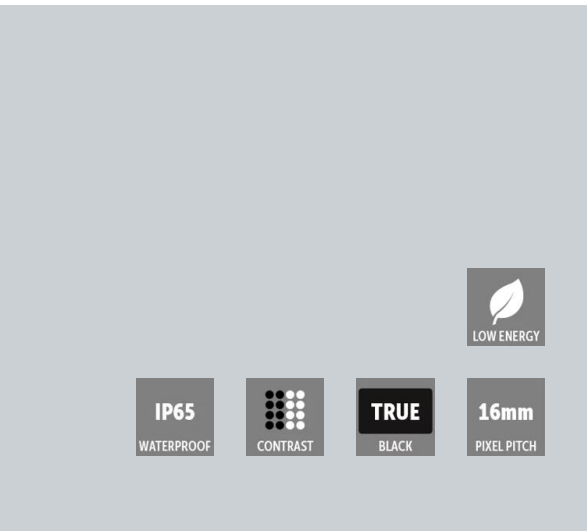 LOW ENERGY
IP65
WATERPROOF
CONTRAST
TRUE
BLACK
16mm
PIXEL PITCH